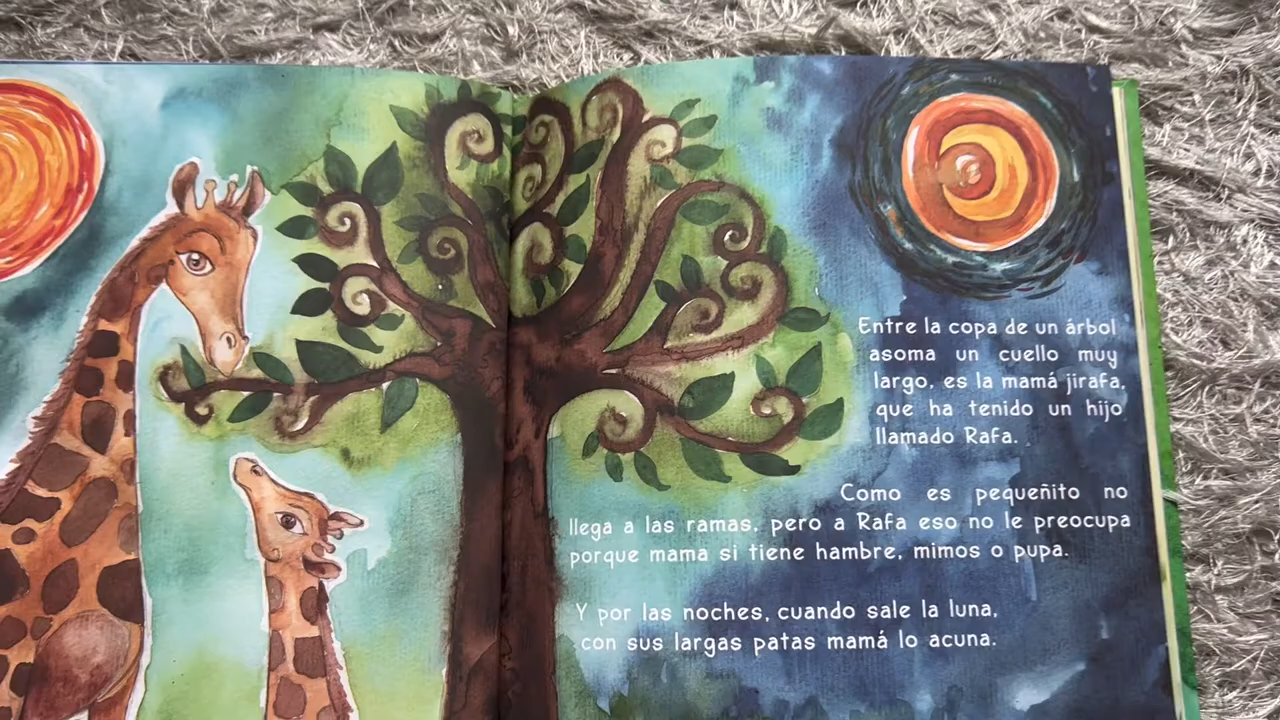 Entre la copa de un árbol
asoma un cuello muy
largo, es la mamá jirafa,
que ha tenido un hijo
llamado Rafa.
Como es pequeñito no
llega a las ramas, pero a Rafa eso no le preocupa
porque mama si tiene hambre, mimos o pupa.
Y por las noches, cuando sale la luna,
con sus largas patas mamá lo acuna.